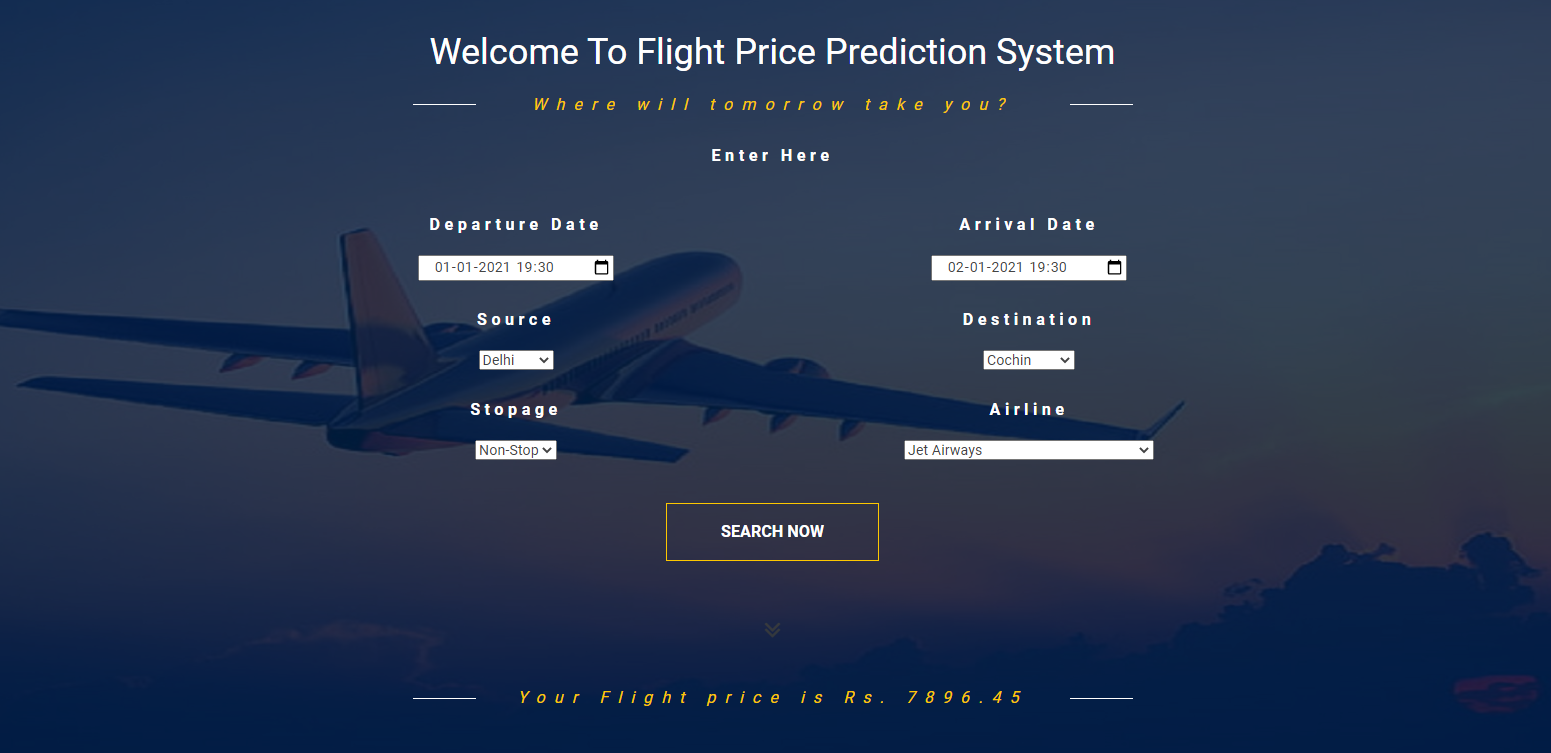 Welcome To Flight Price Prediction System
Where will tomorrow take you?
Enter Here
Departure Date Arrival Date
01-01-2021 19:30 02-01-2021 19:30
Source Destination
Delhi Cochin
Stopage Airline
Non-Stop Jet Airways
SEARCH NOW
Your Flight price is Rs. 7896.45